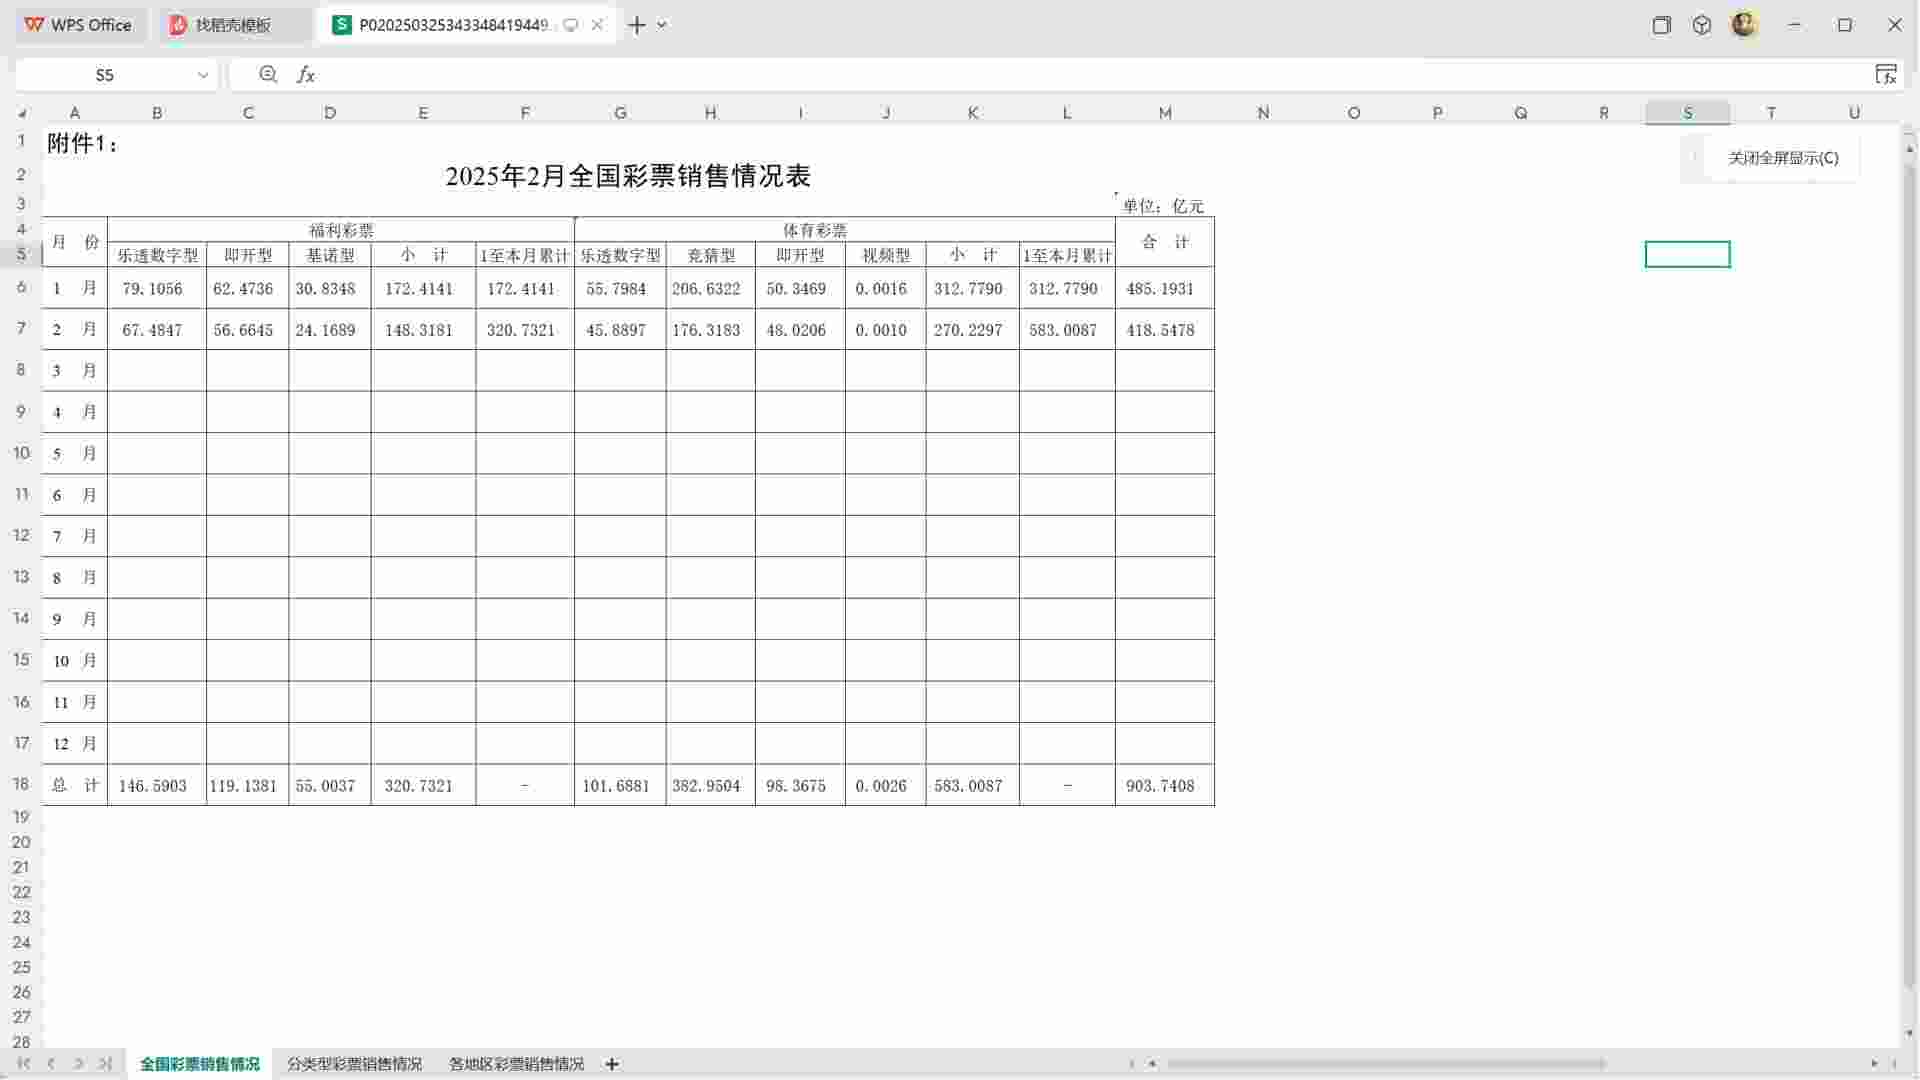 WPS Office 找稻壳模板 P020250325343348419449.
S5 fx
A B C D E F G H I J K L M N O P Q R S T U
1 附件1：
关闭全屏显示(C)
2 2025年2月全国彩票销售情况表
3 单位：亿元
4 月 份 福利彩票 体育彩票 合 计
5 乐透数字型 即开型 基诺型 小 计 1至本月累计 乐透数字型 竞猜型 即开型 视频型 小 计 1至本月累计
6 1 月 79.1056 62.4736 30.8348 172.4141 172.4141 55.7984 206.6322 50.3469 0.0016 312.7790 312.7790 485.1931
7 2 月 67.4847 56.6645 24.1689 148.3181 320.7321 45.8897 176.3183 48.0206 0.0010 270.2297 583.0087 418.5478
8 3 月
9 4 月
10 5 月
11 6 月
12 7 月
13 8 月
14 9 月
15 10 月
16 11 月
17 12 月
18 总 计 146.5903 119.1381 55.0037 320.7321 － 101.6881 382.9504 98.3675 0.0026 583.0087 － 903.7408
19
20
21
22
23
24
25
26
27
28
全国彩票销售情况 分类型彩票销售情况 各地区彩票销售情况